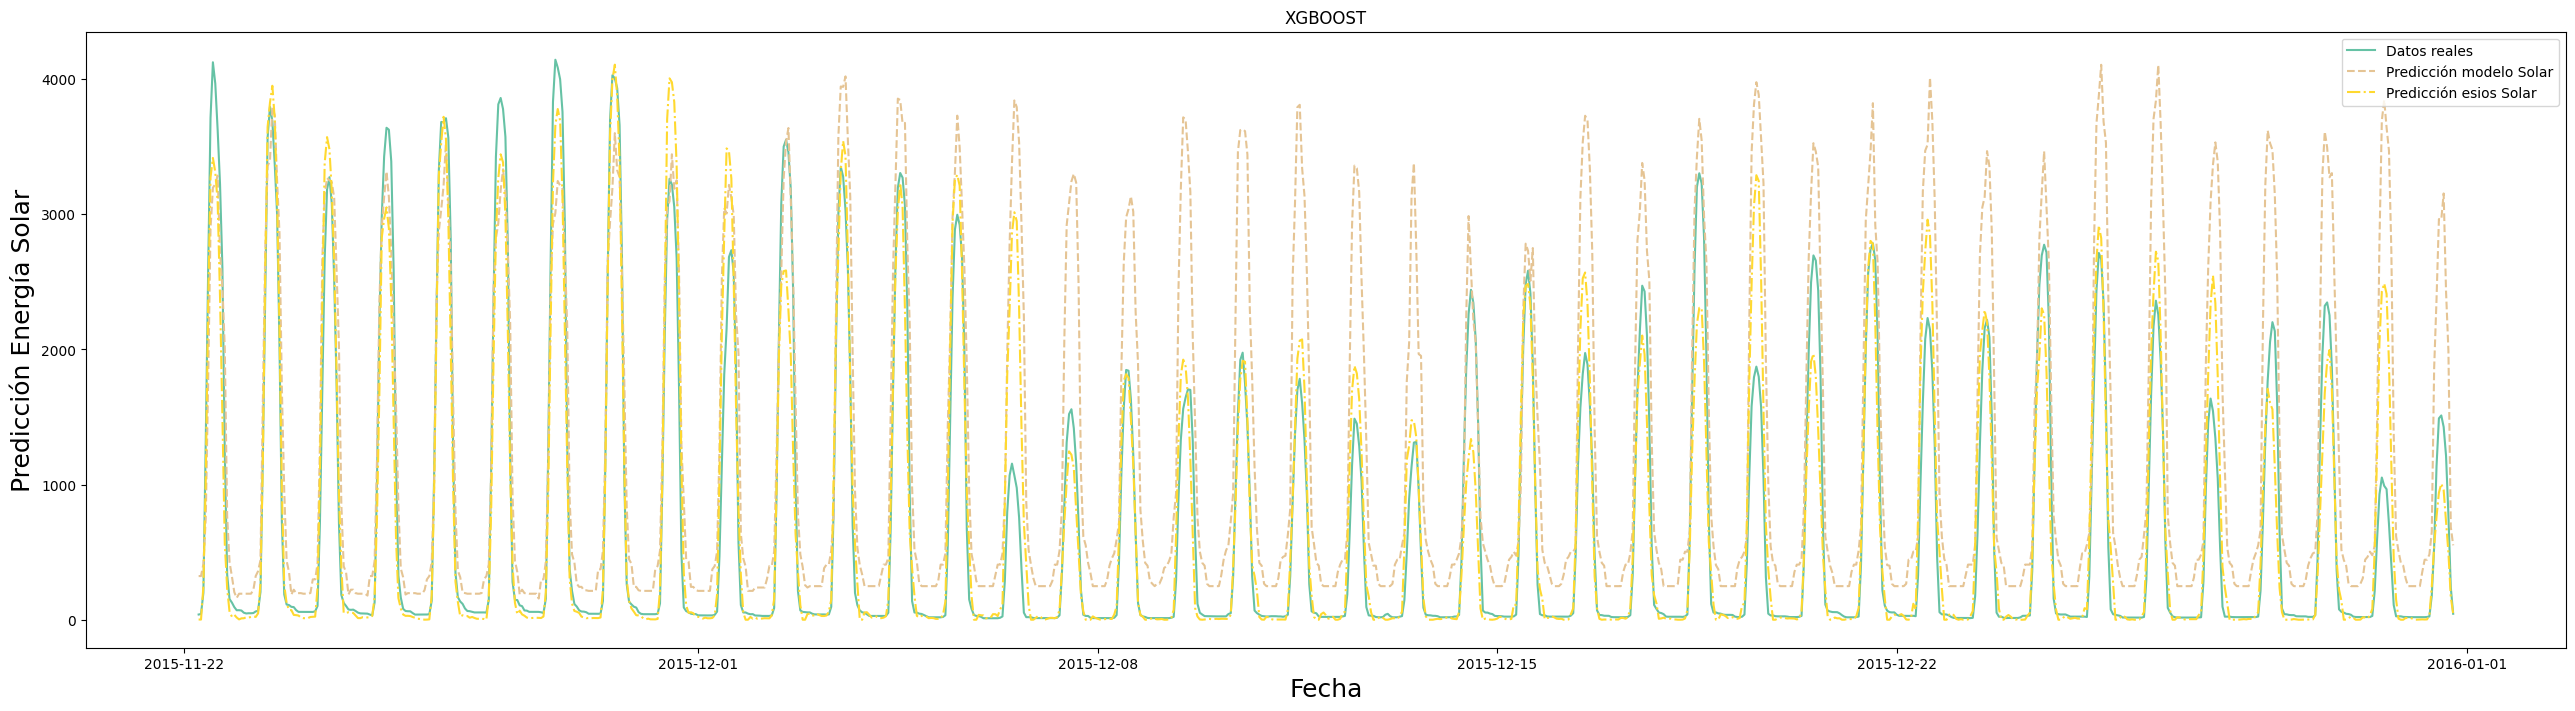 XGBOOST
Datos reales
Predicción modelo Solar
Predicción esios Solar
Predicción Energía Solar
4000
3000
2000
1000
0
2015-11-22
2015-12-01
2015-12-08
2015-12-15
2015-12-22
2016-01-01
Fecha